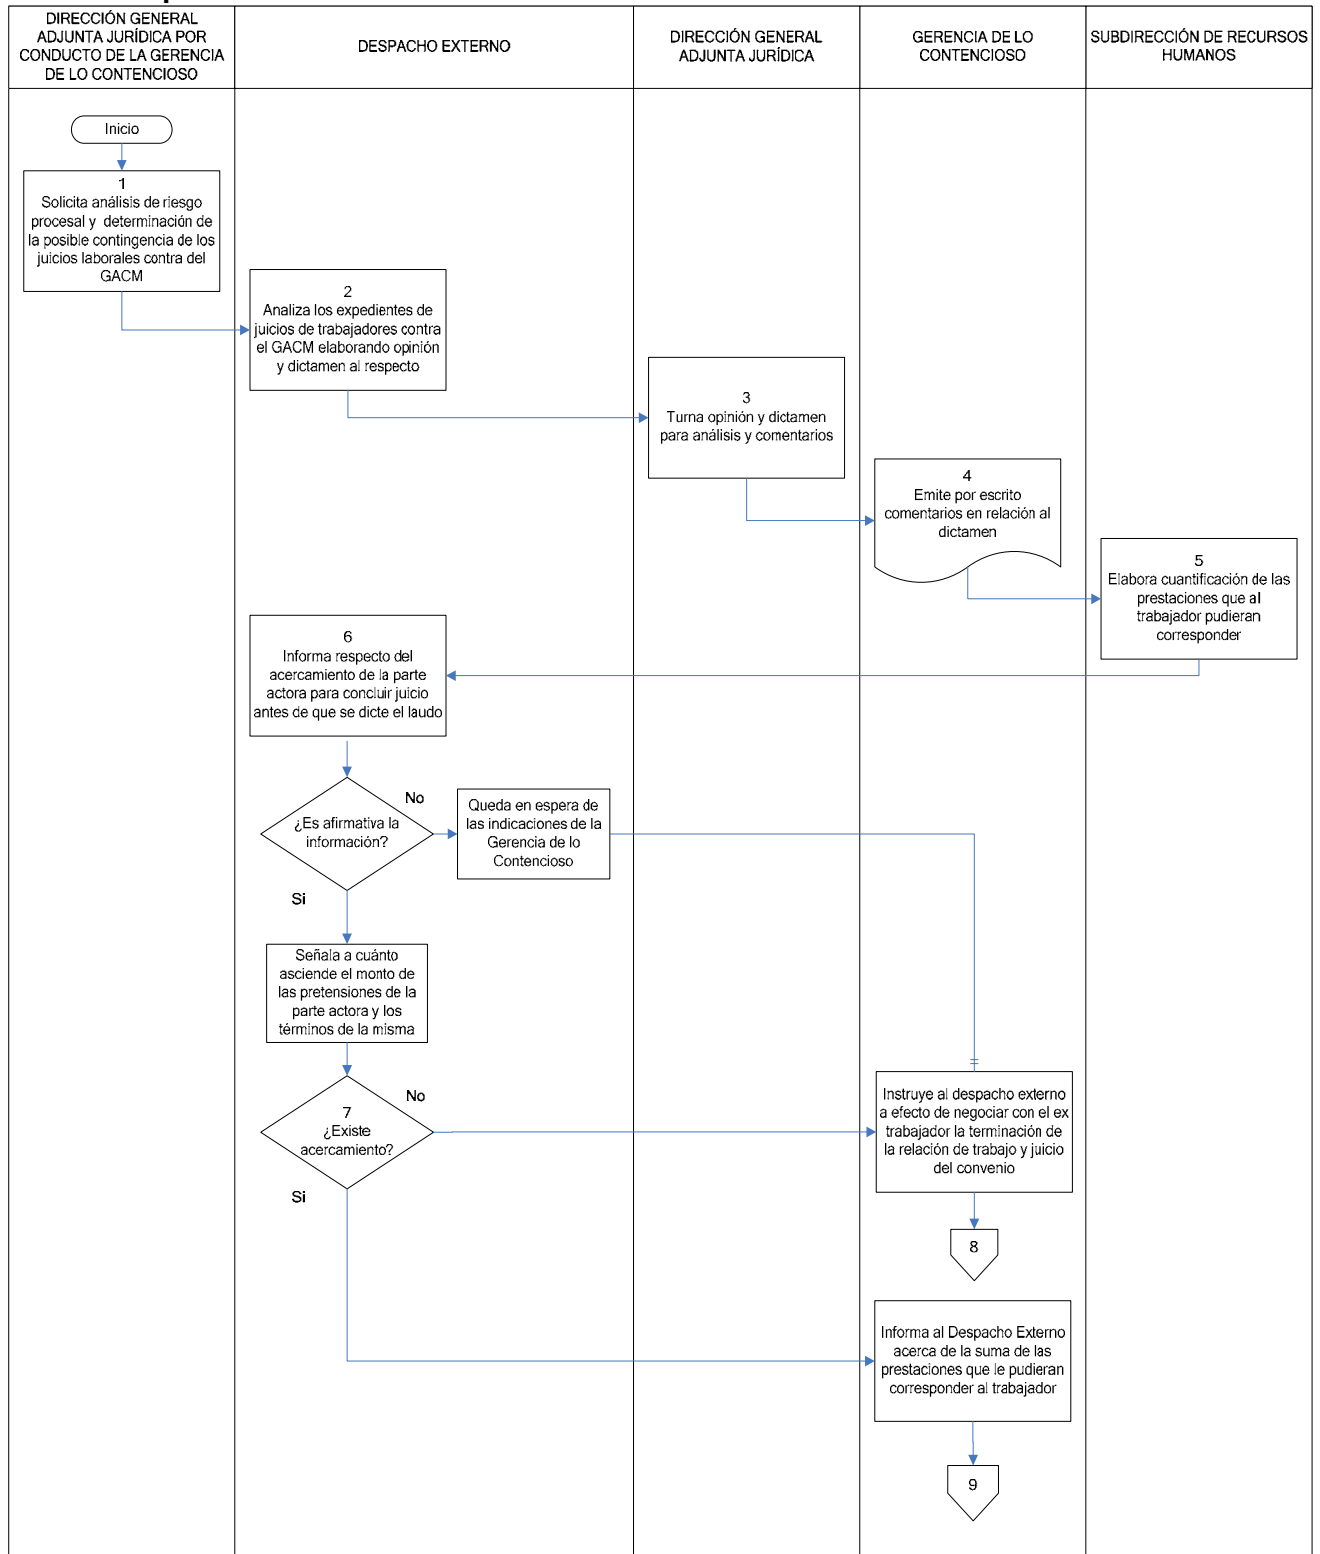 DIRECCIÓN GENERAL
ADJUNTA JURÍDICA POR
CONDUCTO DE LA GERENCIA
DE LO CONTENCIOSO
DESPACHO EXTERNO
DIRECCIÓN GENERAL
ADJUNTA JURÍDICA
GERENCIA DE LO
CONTENCIOSO
SUBDIRECCIÓN DE RECURSOS
HUMANOS
Inicio
1
Solicita análisis de riesgo
procesal y determinación de
la posible contingencia de los
juicios laborales contra del
GACM
2
Analiza los expedientes de
juicios de trabajadores contra
el GACM elaborando opinión
y dictamen al respecto
3
Turna opinión y dictamen
para análisis y comentarios
4
Emite por escrito
comentarios en relación al
dictamen
5
Elabora cuantificación de las
prestaciones que al
trabajador pudieran
corresponder
6
Informa respecto del
acercamiento de la parte
actora para concluir juicio
antes de que se dicte el laudo
¿Es afirmativa la
información?
No
Queda en espera de
las indicaciones de la
Gerencia de lo
Contencioso
Si
Señala a cuánto
asciende el monto de
las pretensiones de la
parte actora y los
términos de la misma
7
¿Existe
acercamiento?
No
Instruye al despacho externo
a efecto de negociar con el ex
trabajador la terminación de
la relación de trabajo y juicio
del convenio
Si
8
Informa al Despacho Externo
acerca de la suma de las
prestaciones que le pudieran
corresponder al trabajador
9